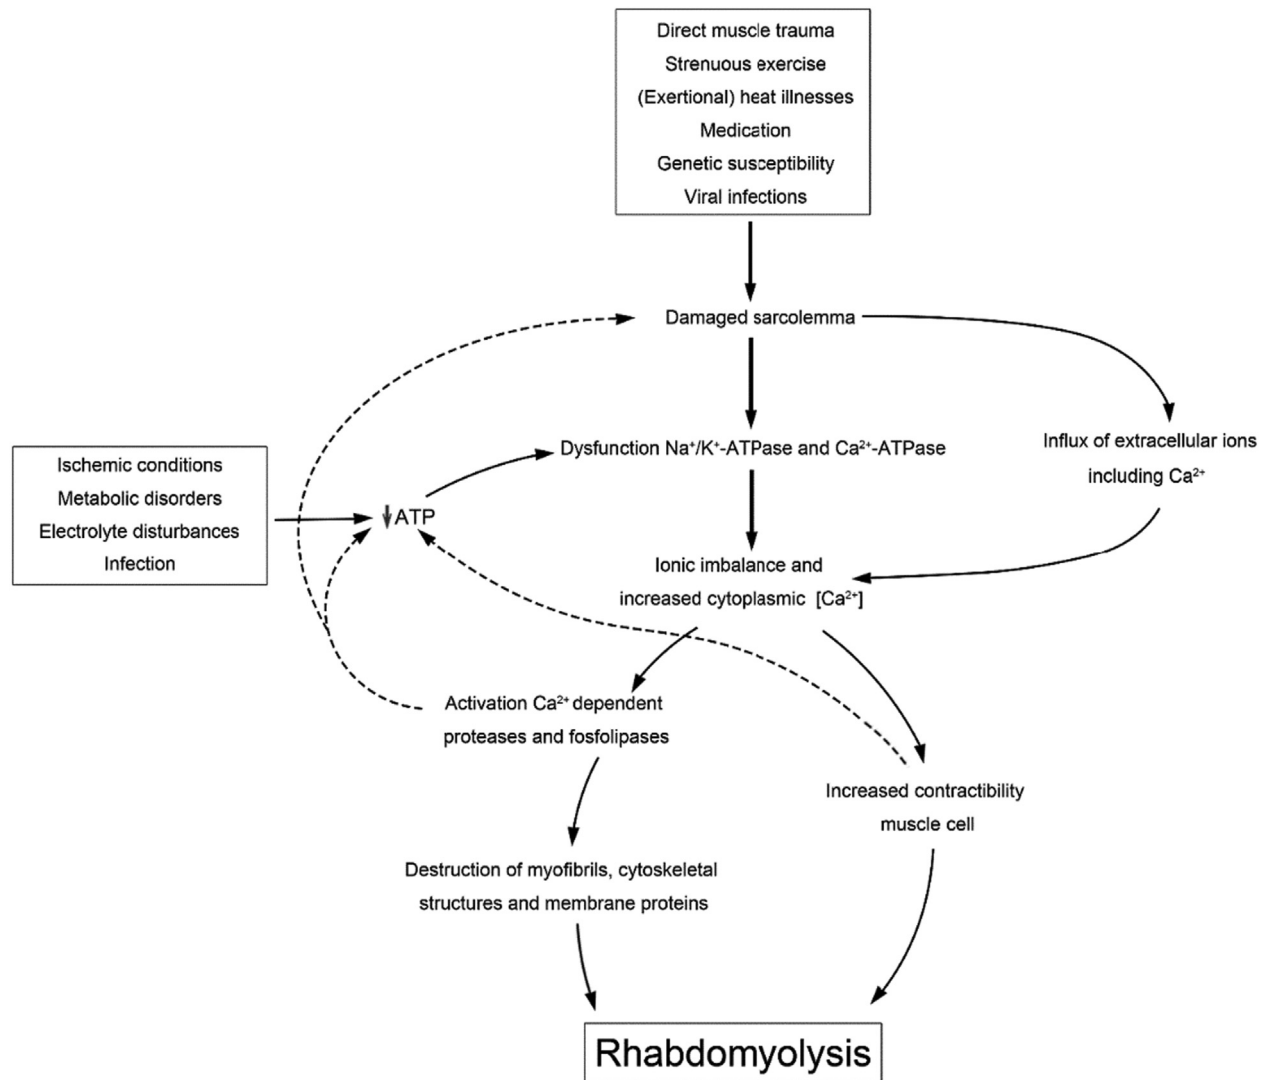 Direct muscle trauma
Strenuous exercise
(Exertional) heat illnesses
Medication
Genetic susceptibility
Viral infections
Damaged sarcolemma
Dysfunction Na⁺/K⁺-ATPase and Ca²⁺-ATPase
Influx of extracellular ions
including Ca²⁺
Ischemic conditions
Metabolic disorders
Electrolyte disturbances
Infection
↓ATP
Ionic imbalance and
increased cytoplasmic [Ca²⁺]
Activation Ca²⁺ dependent
proteases and fosfolipases
Increased contractibility
muscle cell
Destruction of myofibrils, cytoskeletal
structures and membrane proteins
Rhabdomyolysis